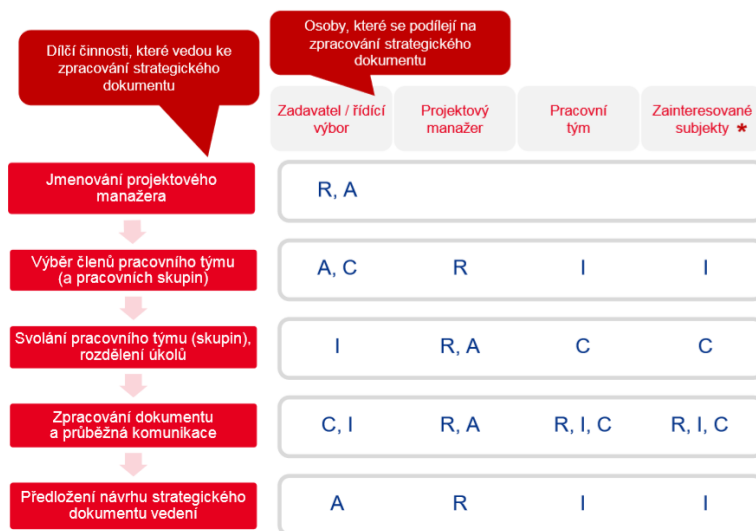 Dílčí činnosti, které vedou ke
zpracování strategického
dokumentu
Osoby, které se podílejí na
zpracování strategického
dokumentu
Zadavatel / řídící
výbor
Projektový
manažer
Pracovní
tým
Zainteresované
subjekty *
Jmenování projektového
manažera
R, A
Výběr členů pracovního týmu
(a pracovních skupin)
A, C R I I
Svolání pracovního týmu (skupin),
rozdělení úkolů
I R, A C C
Zpracování dokumentu
a průběžná komunikace
C, I R, A R, I, C R, I, C
Předložení návrhu strategického
dokumentu vedení
A R I I